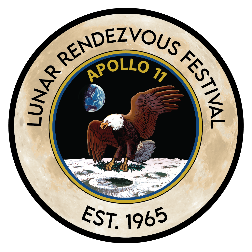 LUNAR RENDEZVOUS FESTIVAL
APOLLO 11
EST. 1965